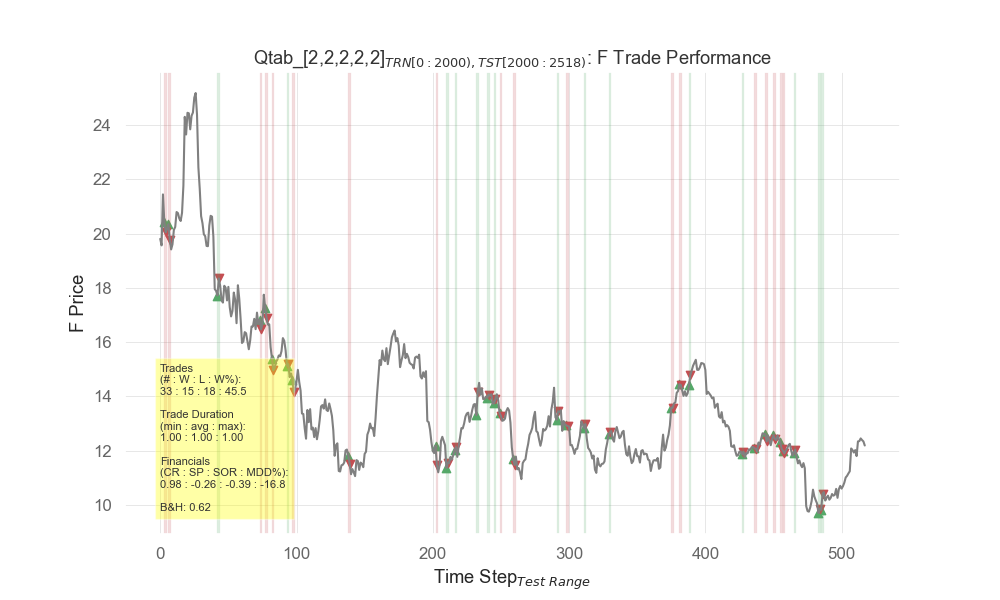 Qtab_[2,2,2,2,2]TRN[0 : 2000), TST[2000 : 2518): F Trade Performance
24
22
20
18
16
14
12
10
F Price
Trades
(# : W : L : W%):
33 : 15 : 18 : 45.5
Trade Duration
(min : avg : max):
1.00 : 1.00 : 1.00
Financials
(CR : SP : SOR : MDD%):
0.98 : -0.26 : -0.39 : -16.8
B&H: 0.62
0 100 200 300 400 500
Time StepTest Range